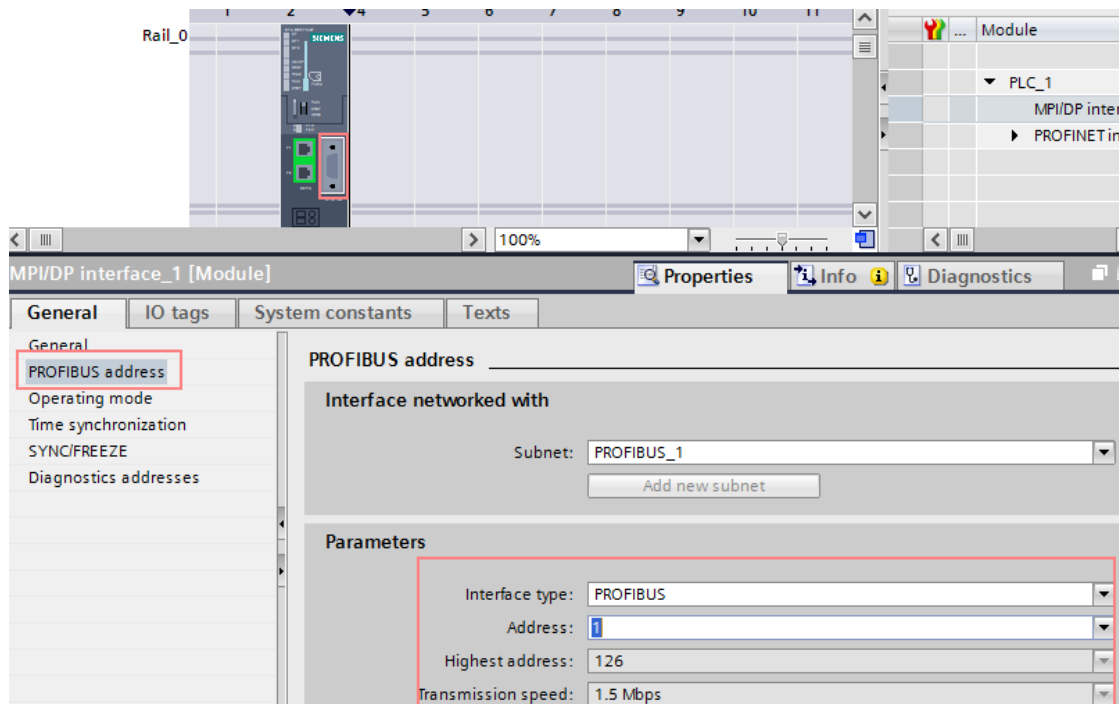 1 2 4 5 6 7 8 9 10 11
Rail_0
SIEMENS
... Module
PLC_1
MPI/DP inter
PROFINET in
100%
MPI/DP interface_1 [Module]
Properties Info Diagnostics
General IO tags System constants Texts
General
PROFIBUS address
Operating mode
Time synchronization
SYNC/FREEZE
Diagnostics addresses
PROFIBUS address
Interface networked with
Subnet: PROFIBUS_1
Add new subnet
Parameters
Interface type: PROFIBUS
Address: 1
Highest address: 126
Transmission speed: 1.5 Mbps